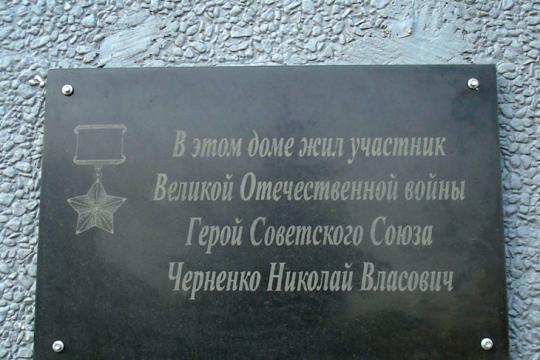 В этом доме жил участник
Великой Отечественной войны
Герой Советского Союза
Черненко Николай Власович